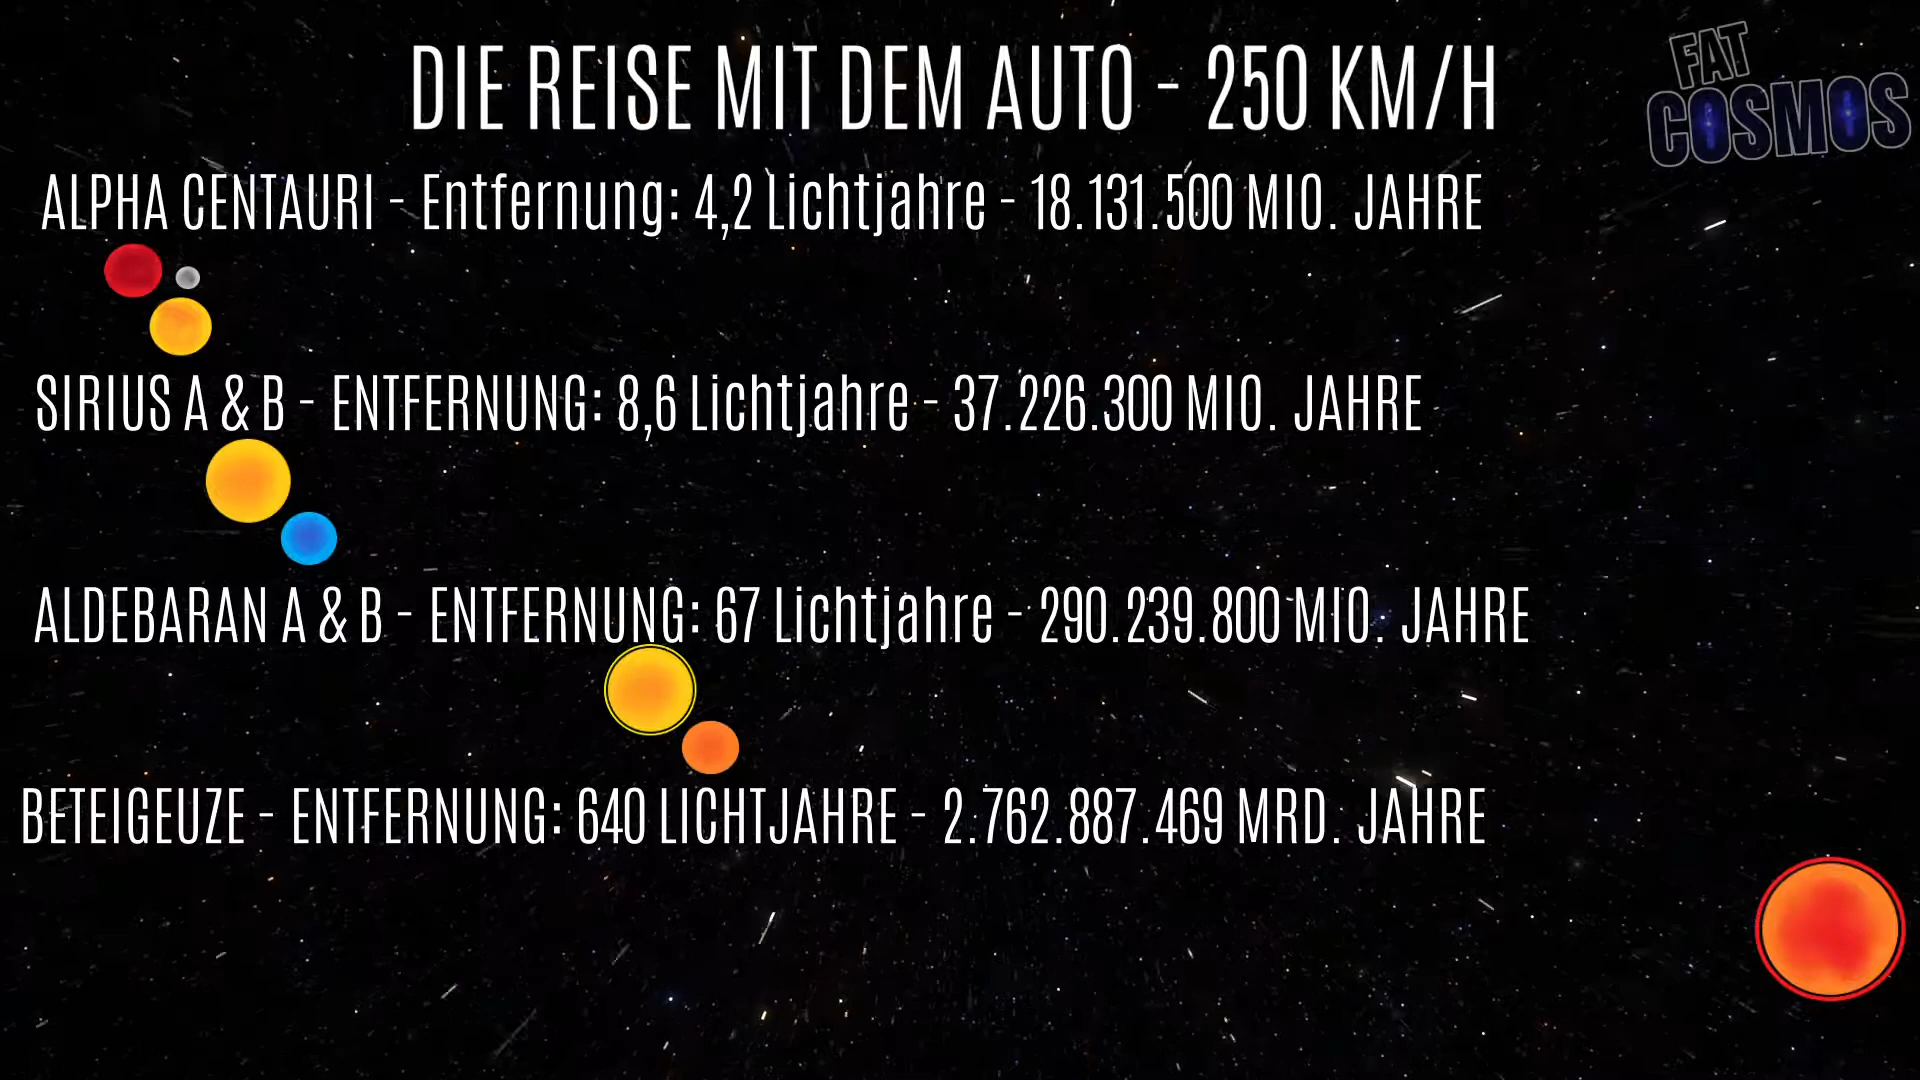 DIE REISE MIT DEM AUTO - 250 KM/H
FAT
COSMOS
ALPHA CENTAURI - Entfernung: 4,2 Lichtjahre - 18.131.500 MIO. JAHRE
SIRIUS A & B - ENTFERNUNG: 8,6 Lichtjahre - 37.226.300 MIO. JAHRE
ALDEBARAN A & B - ENTFERNUNG: 67 Lichtjahre - 290.239.800 MIO. JAHRE
BETEIGEUZE - ENTFERNUNG: 640 LICHTJAHRE - 2.762.887.469 MRD. JAHRE